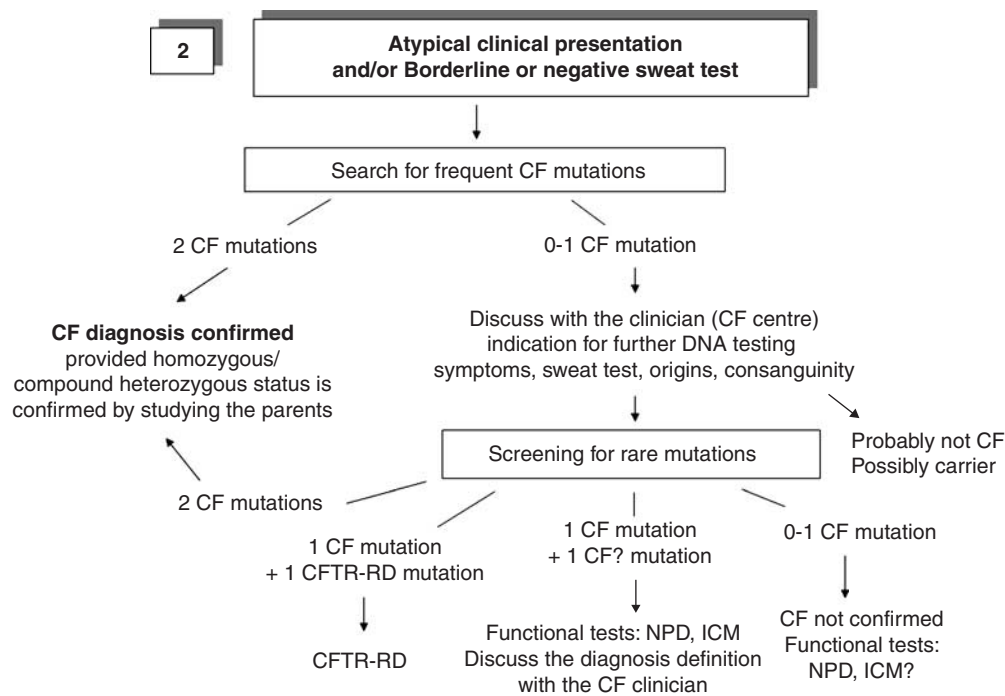 2
Atypical clinical presentation
and/or Borderline or negative sweat test
Search for frequent CF mutations
2 CF mutations
0-1 CF mutation
CF diagnosis confirmed
provided homozygous/
compound heterozygous status is
confirmed by studying the parents
Discuss with the clinician (CF centre)
indication for further DNA testing
symptoms, sweat test, origins, consanguinity
Probably not CF
Possibly carrier
Screening for rare mutations
2 CF mutations
1 CF mutation
+ 1 CFTR-RD mutation
1 CF mutation
+ 1 CF? mutation
0-1 CF mutation
CFTR-RD
Functional tests: NPD, ICM
Discuss the diagnosis definition
with the CF clinician
CF not confirmed
Functional tests:
NPD, ICM?